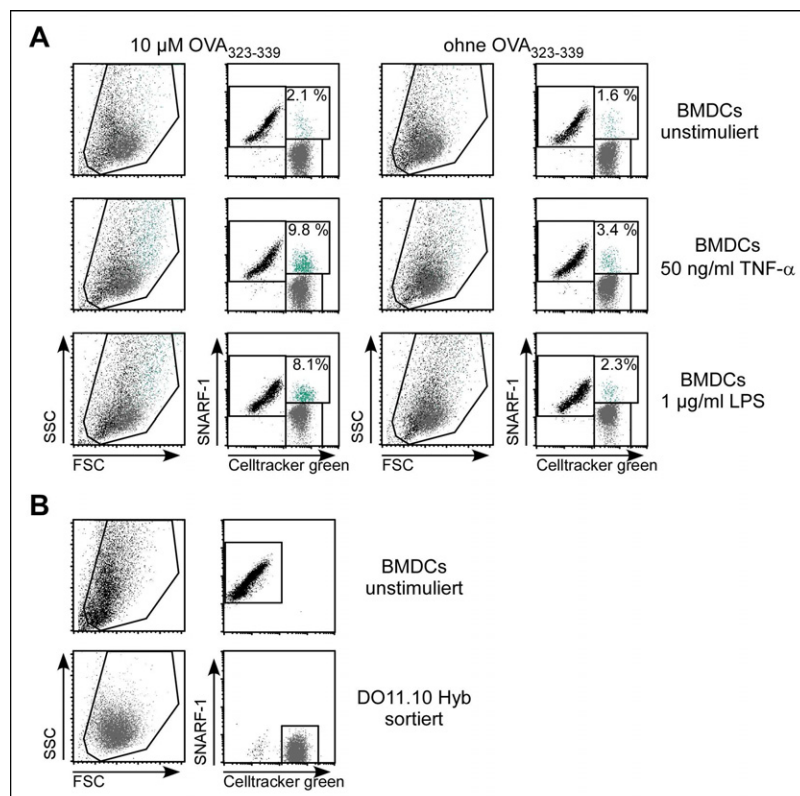 A
10 µM OVA323-339
ohne OVA323-339
2.1 %
1.6 %
BMDCs
unstimuliert
9.8 %
3.4 %
BMDCs
50 ng/ml TNF-α
8.1%
2.3%
BMDCs
1 µg/ml LPS
SSC
SNARF-1
SSC
SNARF-1
FSC
Celltracker green
FSC
Celltracker green
B
BMDCs
unstimuliert
DO11.10 Hyb
sortiert
SSC
SNARF-1
FSC
Celltracker green